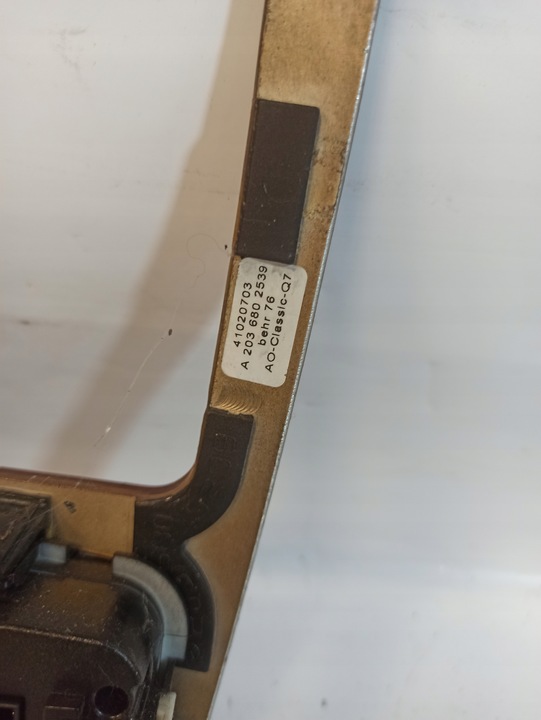 41020703
A 203 680 2539
behr 76
AO-Classic-Q7